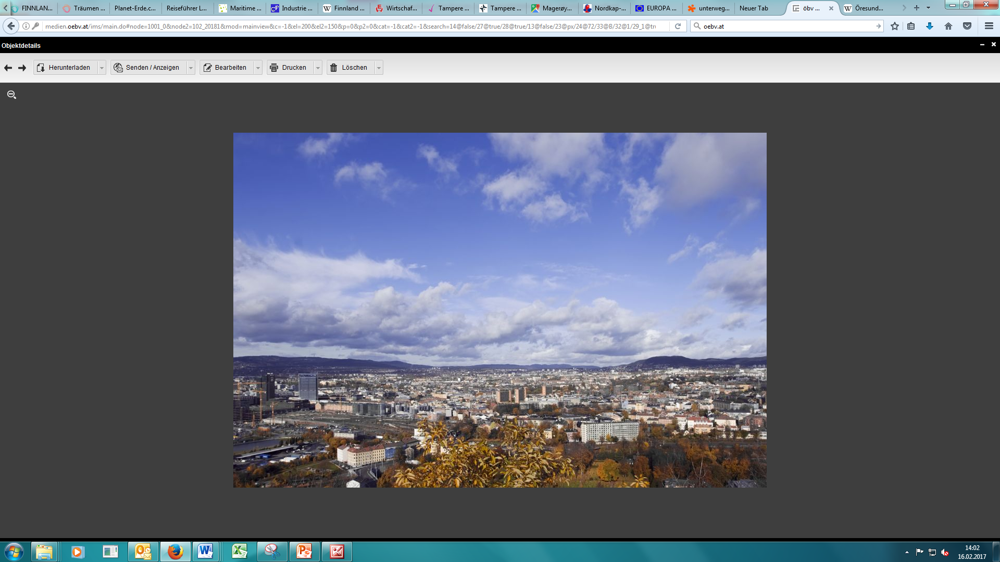 FINNLAN...
Träumen ...
Planet-Erde.c...
Reiseführer L...
Maritime ...
Industrie ...
Finnland ...
Wirtschaf...
Tampere ...
Tampere ...
Magerøy...
Nordkap-...
EUROPA ...
unterweg...
Neuer Tab
öbv ...
Öresund...
medien.oebv.at/ims/main.do#node=1001_0&node2=102_20181&mod=mainview&c=-1&el=200&el2=150&p=0&p2=0&cat=-1&cat2=-1&search=14@false/27@true/28@true/13@false/23@px/24@72/33@B/32@1/29_1@tru
oebv.at
Objektdetails
Herunterladen
Senden / Anzeigen
Bearbeiten
Drucken
Löschen
14:02
16.02.2017